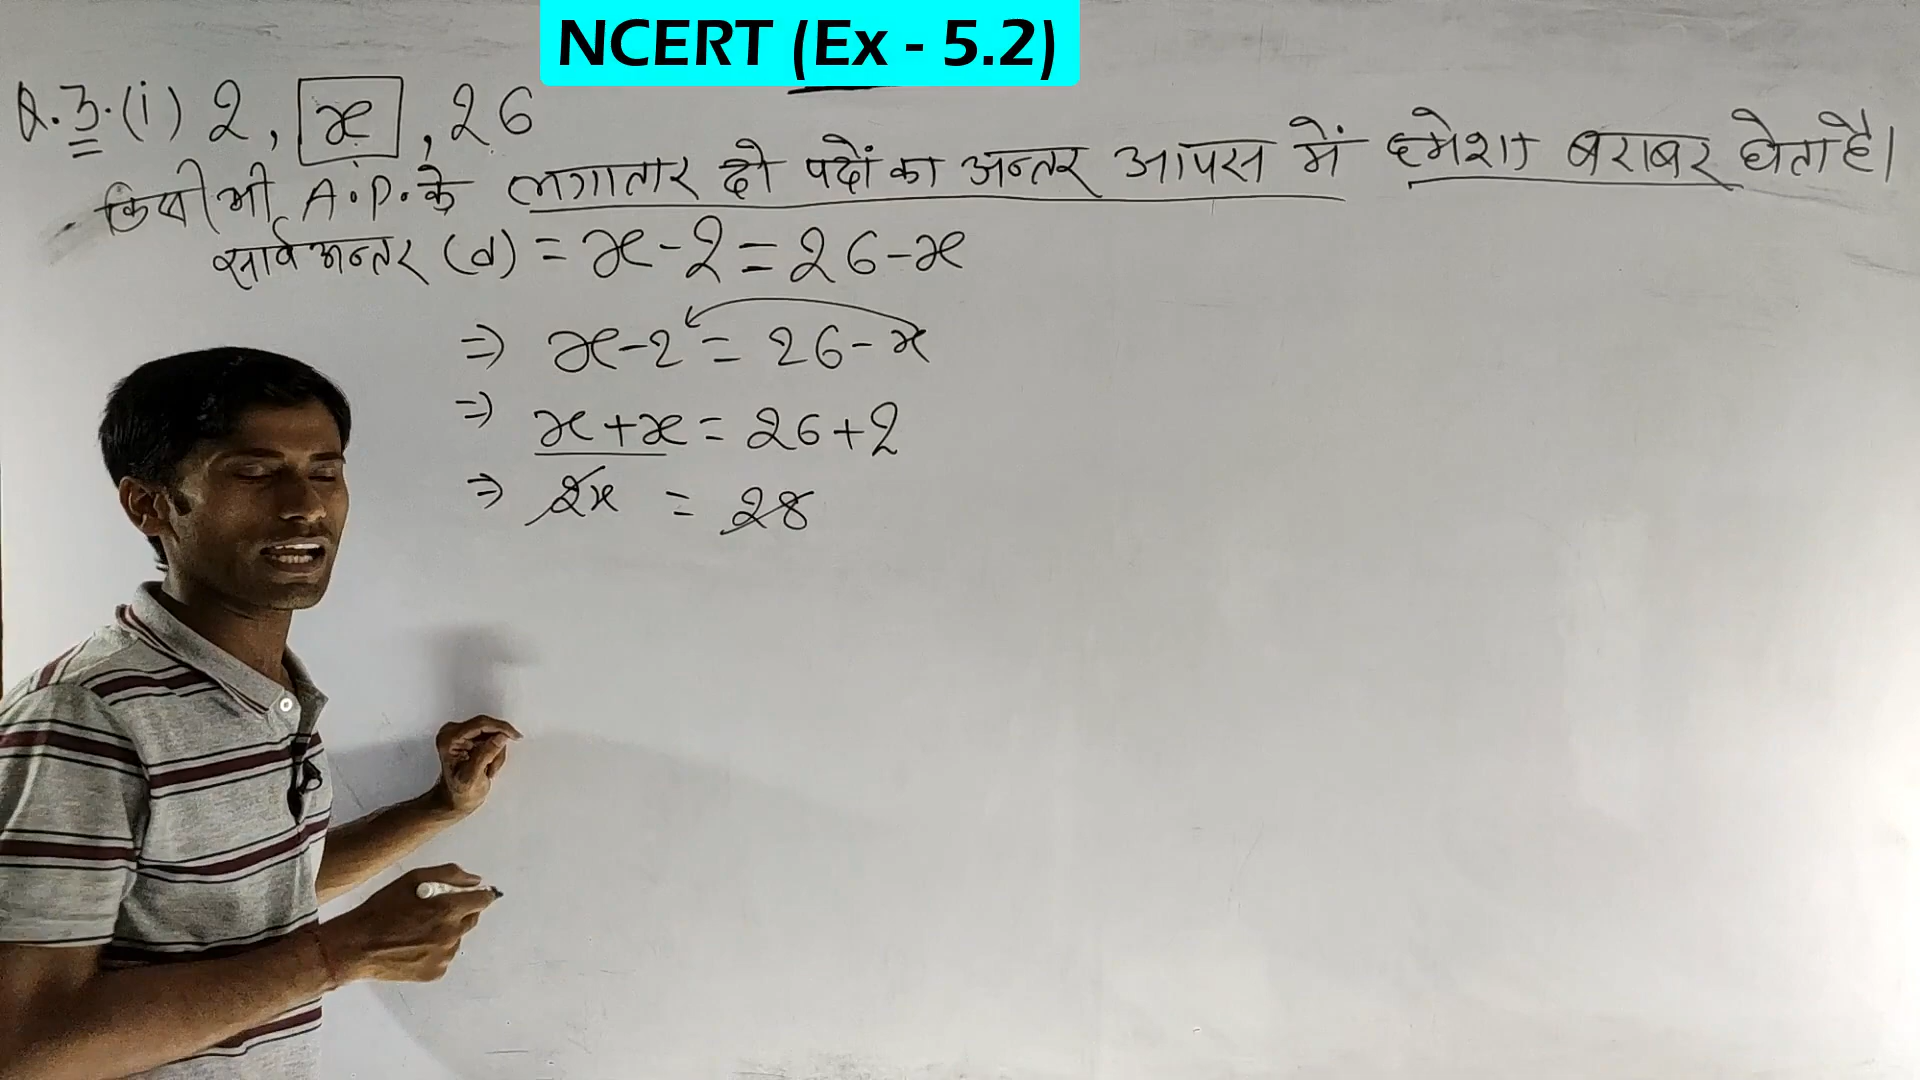 NCERT (Ex - 5.2)
Q.3.(i) 2, x, 26
किसी भी A.P. के लगातार दो पदों का अन्तर आपस में हमेशा बराबर होता है।
सार्व अन्तर (d) = x-2 = 26-x
⇒ x-2 = 26-x
⇒ x+x = 26+2
⇒ 2x = 28